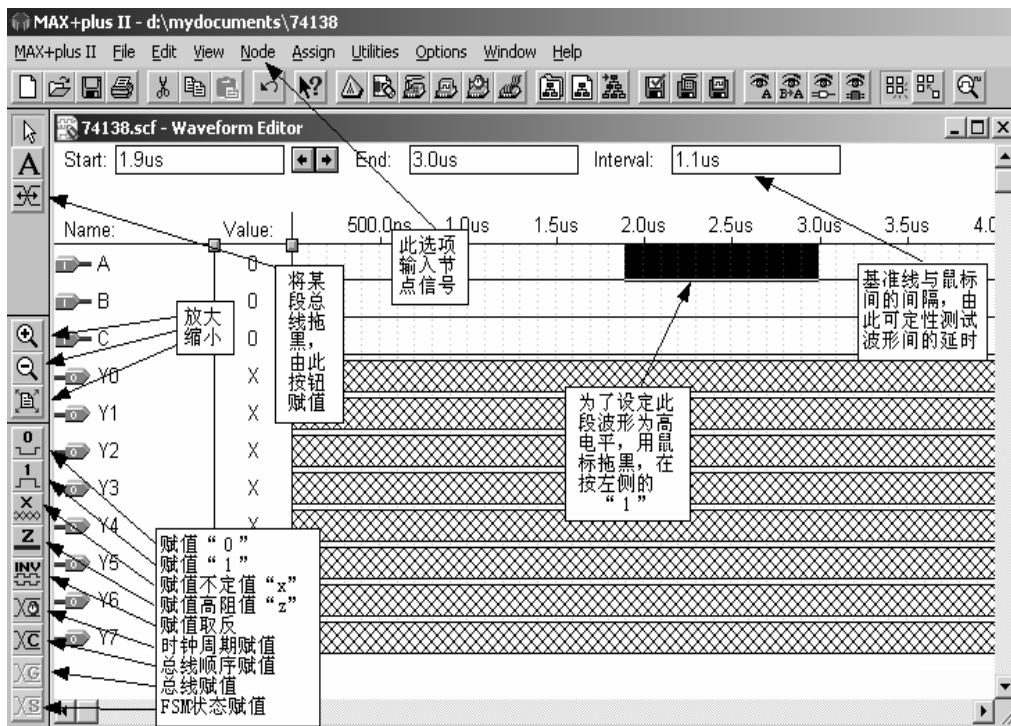 MAX+plus II - d:\mydocuments\74138
MAX+plus II File Edit View Node Assign Utilities Options Window Help
74138.scf - Waveform Editor
Start: 1.9us End: 3.0us Interval: 1.1us
Name: Value: 500.0ns 1.0us 1.5us 2.0us 2.5us 3.0us 3.5us 4.0
A 0
B 0
C 0
Y0 X
Y1 X
Y2 X
Y3 X
Y4 X
Y5
Y6
Y7
此选项
输入节
点信号
将某
段总
线拖
黑，
由此
按钮
赋值
放大
缩小
基准线与鼠标
间的间隔，由
此可定性测试
波形间的延时
为了设定此
段波形为高
电平，用鼠
标拖黑，在
按左侧的
“1”
赋值“0”
赋值“1”
赋值不定值“x”
赋值高阻值“z”
赋值取反
时钟周期赋值
总线顺序赋值
总线赋值
FSM状态赋值
A
0
1
X
Z
INV
C
G
S